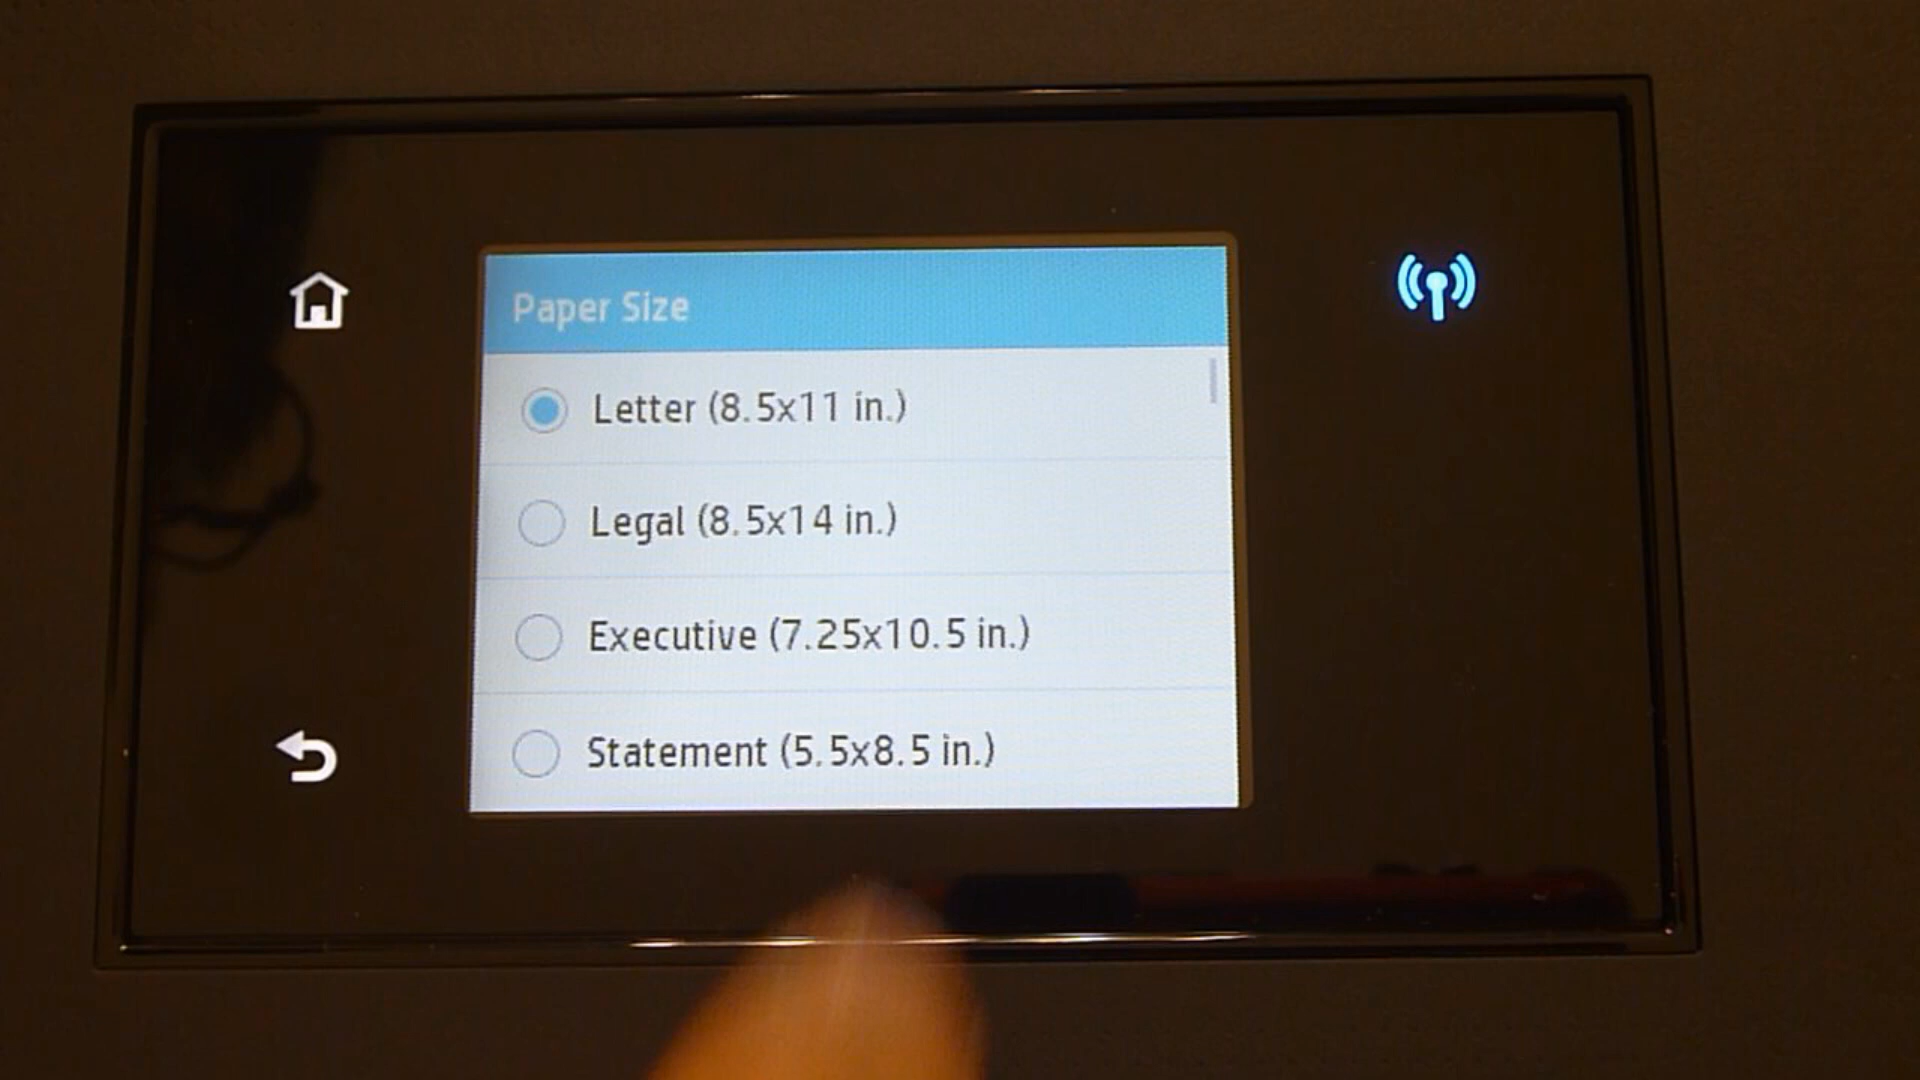 Paper Size
Letter (8.5x11 in.)
Legal (8.5x14 in.)
Executive (7.25x10.5 in.)
Statement (5.5x8.5 in.)